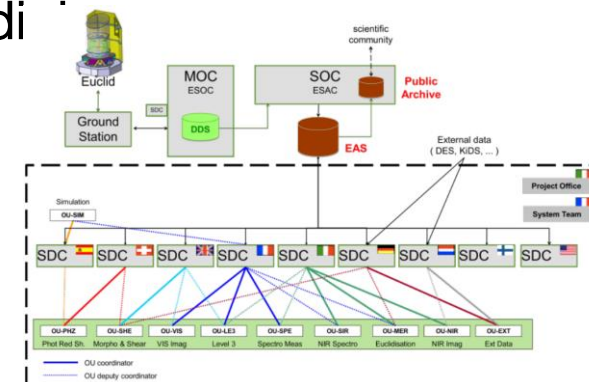 di
Euclid
Ground
Station
SDC
MOC
ESOC
DDS
SOC
ESAC
scientific
community
Public
Archive
EAS
External data
( DES, KiDS, ... )
Project Office
System Team
Simulation
OU-SIM
SDC
SDC
SDC
SDC
SDC
SDC
SDC
SDC
SDC
OU-PHZ
OU-SHE
OU-VIS
OU-LE3
OU-SPE
OU-SIR
OU-MER
OU-NIR
OU-EXT
Phot Red Sh.
Morpho & Shear
VIS Imag
Level 3
Spectro Meas
NIR Spectro
Euclidisation
NIR Imag
Ext Data
OU coordinator
OU deputy coordinator